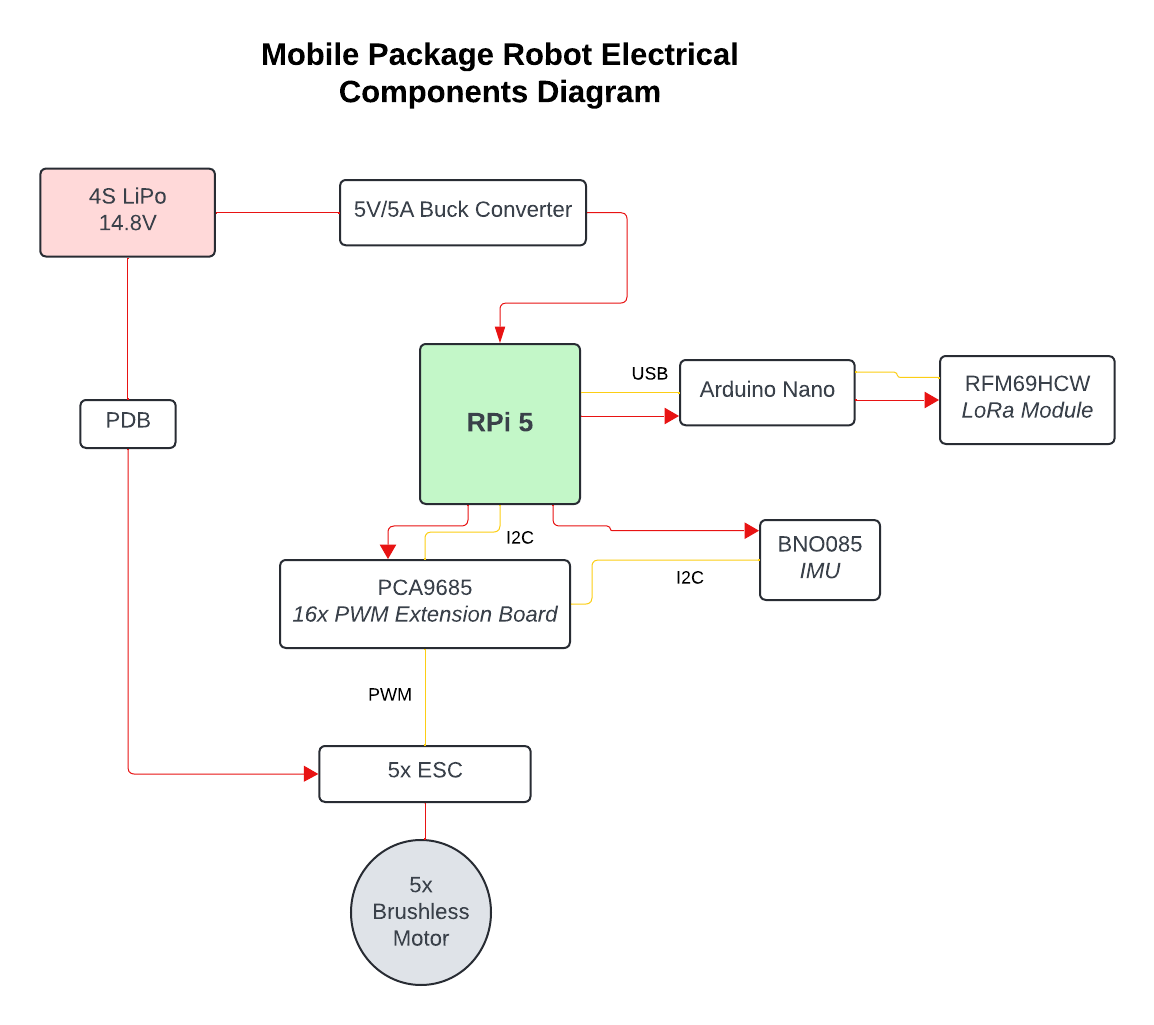 Mobile Package Robot Electrical
Components Diagram
4S LiPo
14.8V
5V/5A Buck Converter
RPi 5
USB
Arduino Nano
RFM69HCW
LoRa Module
PDB
I2C
BNO085
IMU
I2C
PCA9685
16x PWM Extension Board
PWM
5x ESC
5x
Brushless
Motor